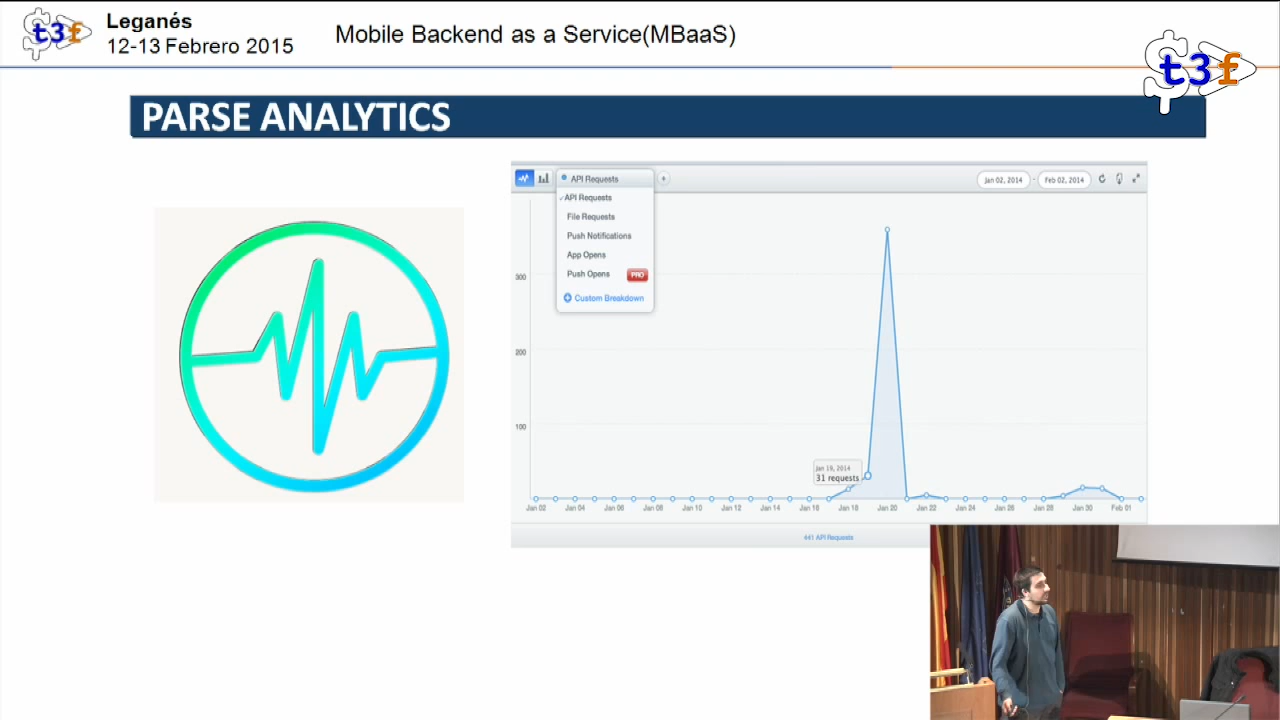 t3f
Leganés
12-13 Febrero 2015
Mobile Backend as a Service(MBaaS)
t3f
PARSE ANALYTICS
API Requests
+
Jan 02, 2014 - Feb 02, 2014
✓API Requests
File Requests
Push Notifications
App Opens
Push Opens PRO
Custom Breakdown
300
200
100
Jan 19, 2014
31 requests
Jan 02 Jan 04 Jan 06 Jan 08 Jan 10 Jan 12 Jan 14 Jan 16 Jan 18 Jan 20 Jan 22 Jan 24 Jan 26 Jan 28 Jan 30 Feb 01
441 API Requests